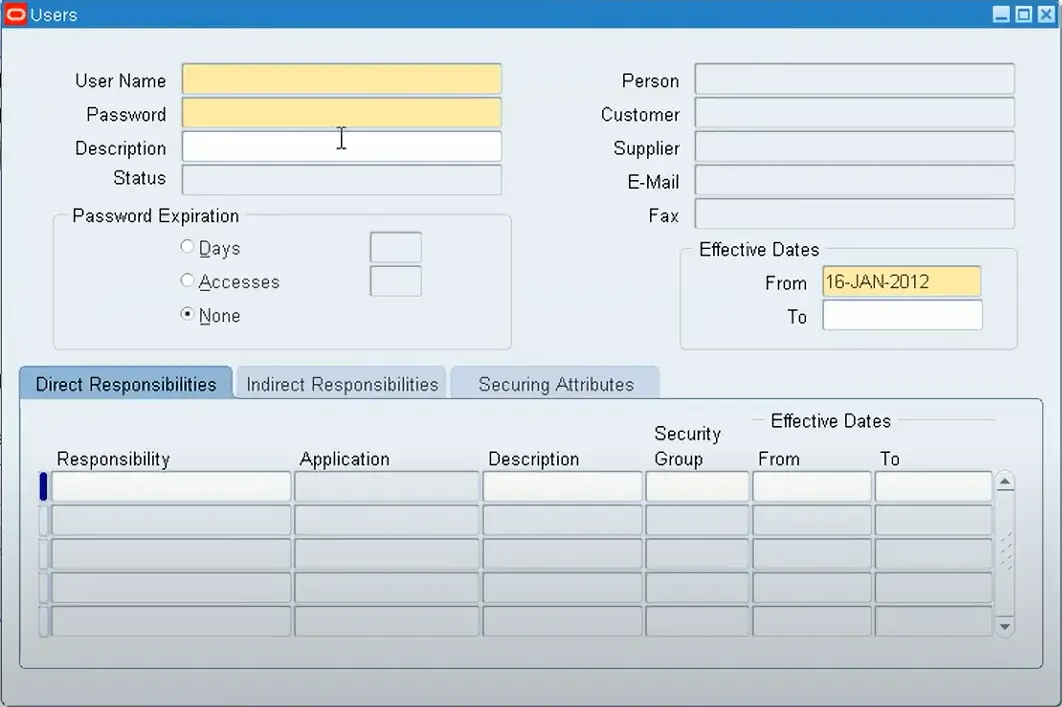 Users
User Name
Password
Description
Status
Person
Customer
Supplier
E-Mail
Fax
Password Expiration
Days
Accesses
None
Effective Dates
From 16-JAN-2012
To
Direct Responsibilities Indirect Responsibilities Securing Attributes
Effective Dates
Security
Responsibility Application Description Group From To